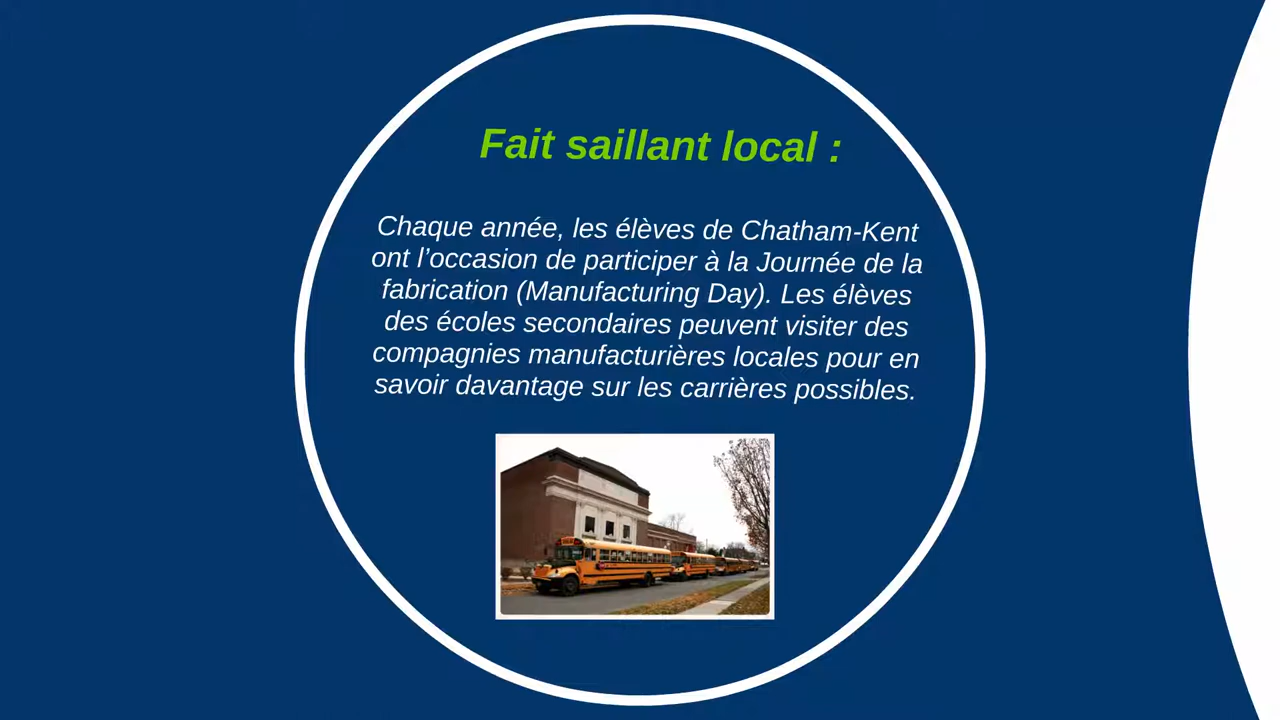 Fait saillant local :
Chaque année, les élèves de Chatham-Kent
ont l’occasion de participer à la Journée de la
fabrication (Manufacturing Day). Les élèves
des écoles secondaires peuvent visiter des
compagnies manufacturières locales pour en
savoir davantage sur les carrières possibles.